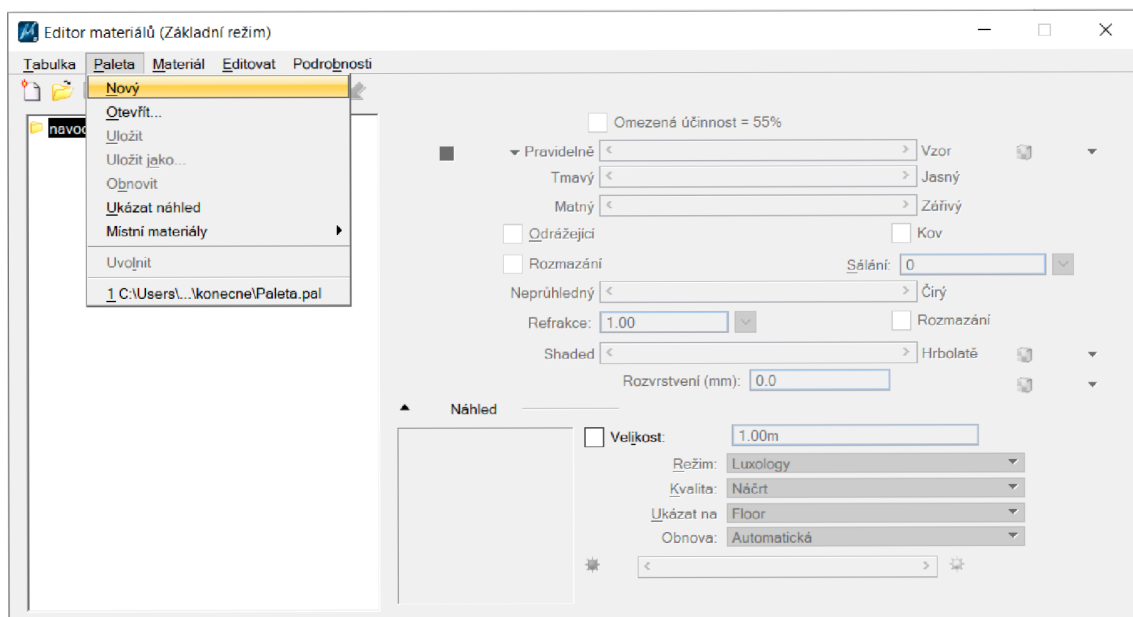 Editor materiálů (Základní režim)
Tabulka Paleta Materiál Editovat Podrobnosti
Nový
Otevřít...
Uložit
Uložit jako...
Obnovit
Ukázat náhled
Místní materiály
Uvolnit
1 C:\Users\...\konecne\Paleta.pal
Omezená účinnost = 55%
Pravidelně Vzor
Tmavý Jasný
Matný Zářivý
Odrážející Kov
Rozmazání Sálání: 0
Neprůhledný Čirý
Refrakce: 1.00 Rozmazání
Shaded Hrbolatě
Rozvrstvení (mm): 0.0
Náhled
Velikost: 1.00m
Režim: Luxology
Kvalita: Náčrt
Ukázat na Floor
Obnova: Automatická